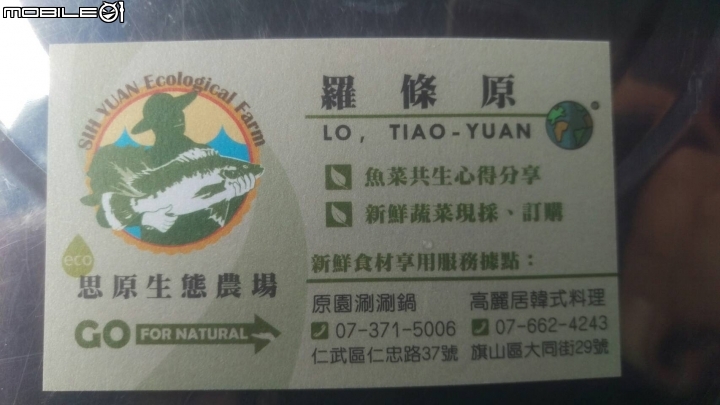 MOBILE01
SIH YUAN Ecological Farm
eco
思原生態農場
GO FOR NATURAL
羅條原
LO, TIAO-YUAN
魚菜共生心得分享
新鮮蔬菜現採、訂購
新鮮食材享用服務據點：
原園涮涮鍋
07-371-5006
仁武區仁忠路37號
高麗居韓式料理
07-662-4243
旗山區大同街29號